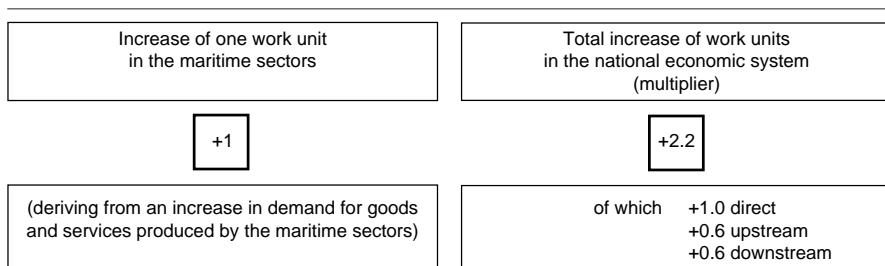 Increase of one work unit
in the maritime sectors
Total increase of work units
in the national economic system
(multiplier)
+1
+2.2
(deriving from an increase in demand for goods
and services produced by the maritime sectors)
of which +1.0 direct
+0.6 upstream
+0.6 downstream